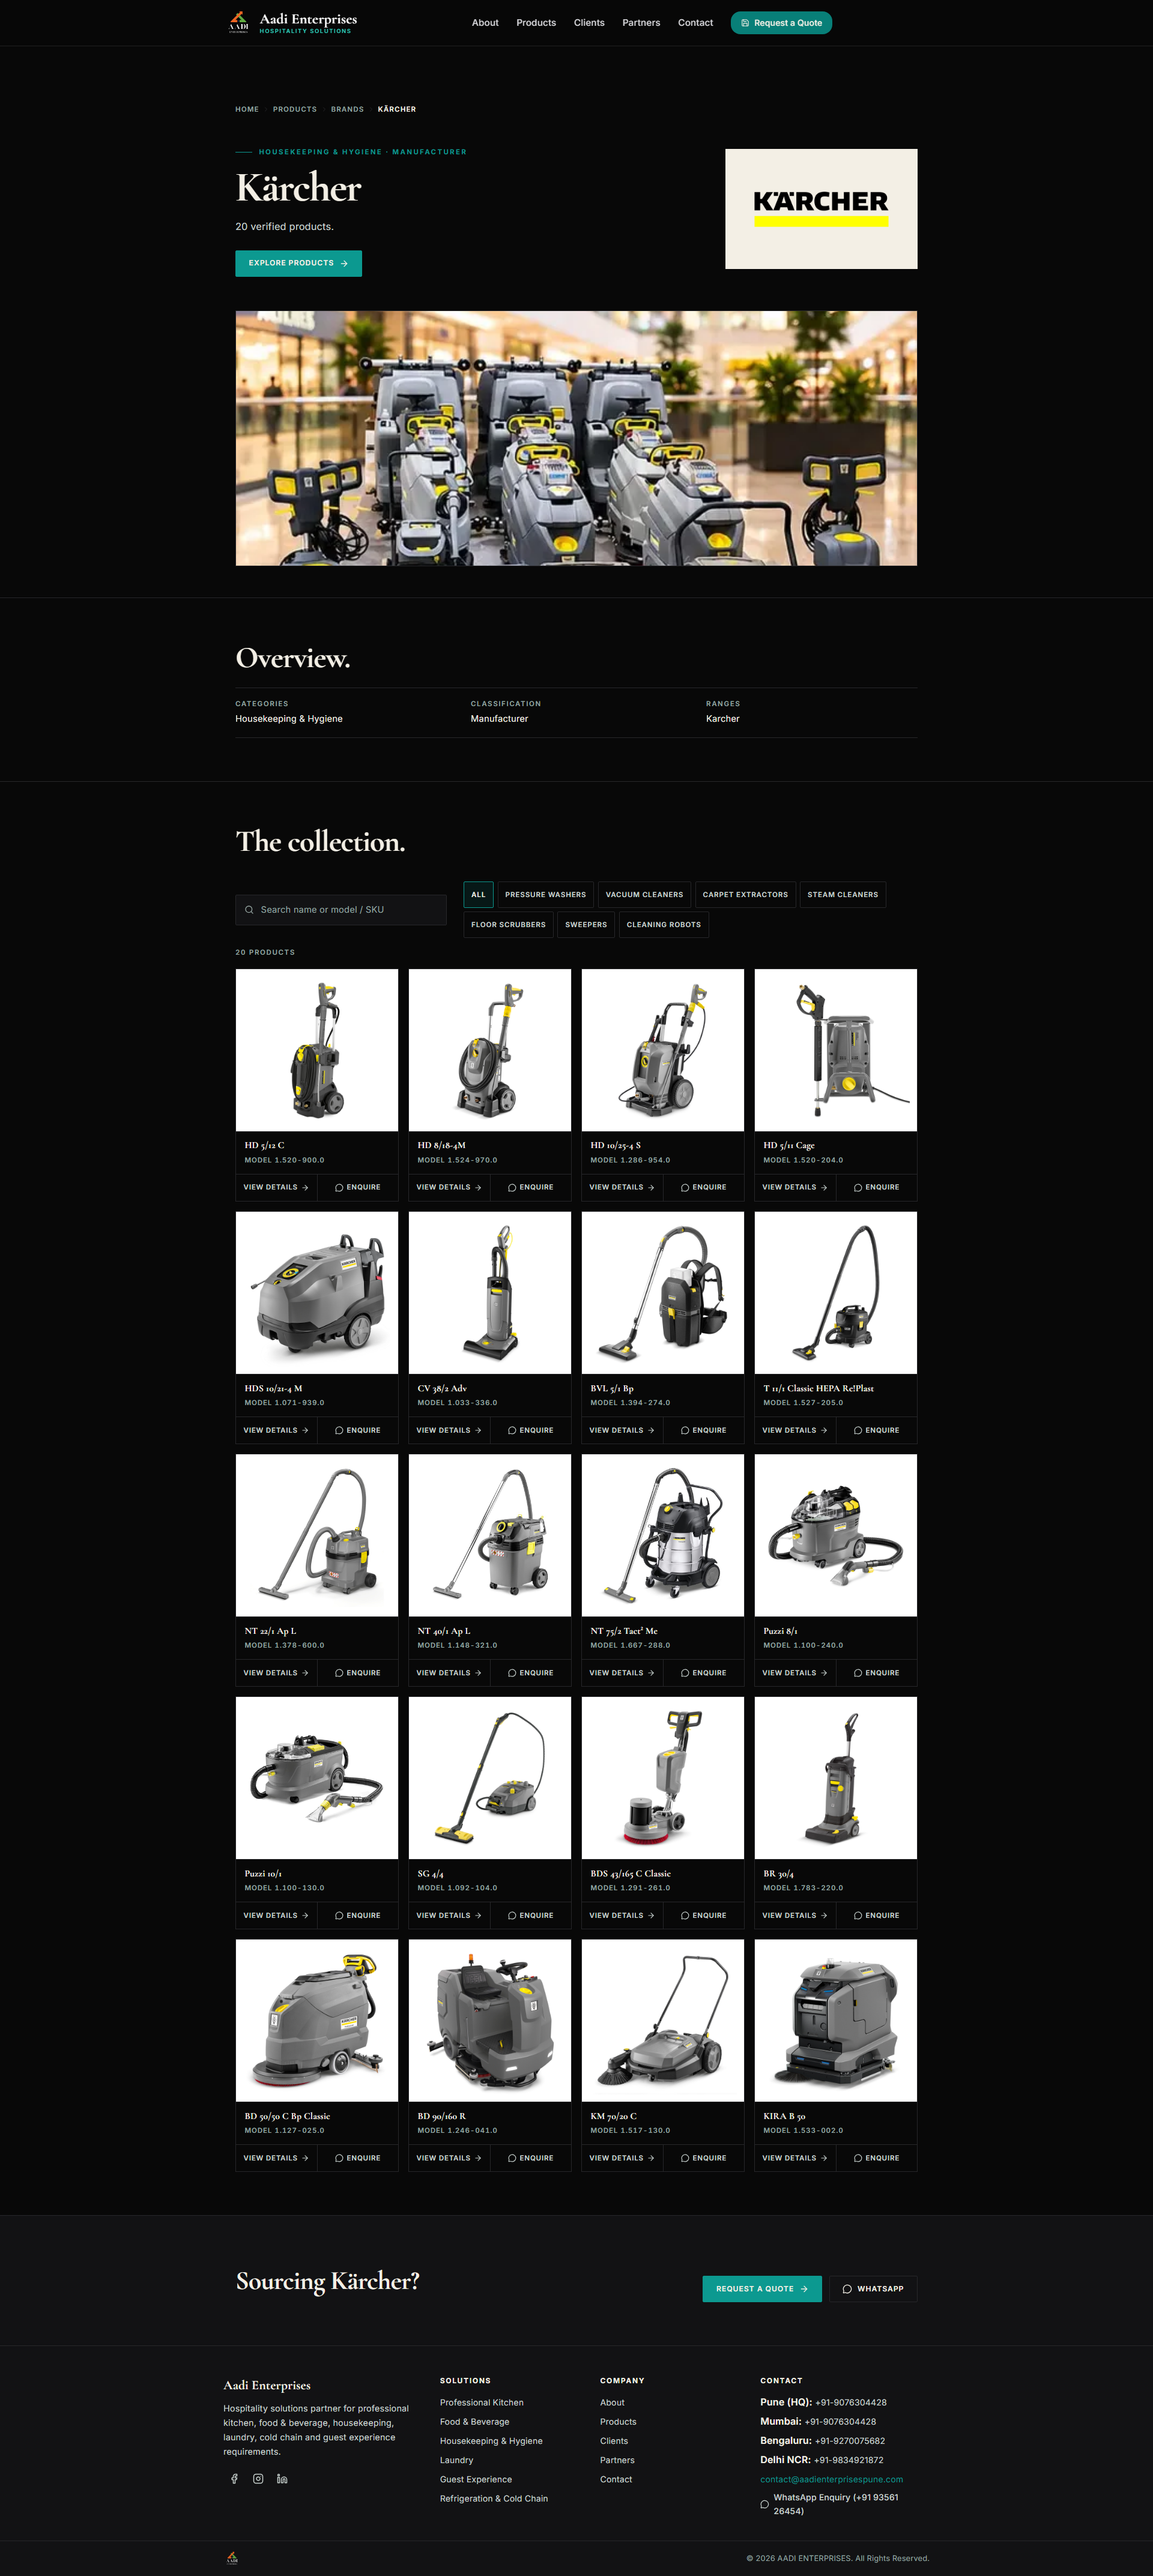 AADI
Aadi Enterprises
HOSPITALITY SOLUTIONS
About
Products
Clients
Partners
Contact
Request a Quote
HOME
PRODUCTS
BRANDS
KÄRCHER
HOUSEKEEPING & HYGIENE · MANUFACTURER
Kärcher
20 verified products.
EXPLORE PRODUCTS
KÄRCHER
Overview.
CATEGORIES
Housekeeping & Hygiene
CLASSIFICATION
Manufacturer
RANGES
Karcher
The collection.
Search name or model / SKU
ALL
PRESSURE WASHERS
VACUUM CLEANERS
CARPET EXTRACTORS
STEAM CLEANERS
FLOOR SCRUBBERS
SWEEPERS
CLEANING ROBOTS
20 PRODUCTS
HD 5/12 C
MODEL 1.520-900.0
VIEW DETAILS
ENQUIRE
HD 8/18-4M
MODEL 1.524-970.0
VIEW DETAILS
ENQUIRE
HD 10/25-4 S
MODEL 1.286-954.0
VIEW DETAILS
ENQUIRE
HD 5/11 Cage
MODEL 1.520-204.0
VIEW DETAILS
ENQUIRE
HDS 10/21-4 M
MODEL 1.071-939.0
VIEW DETAILS
ENQUIRE
CV 38/2 Adv
MODEL 1.033-336.0
VIEW DETAILS
ENQUIRE
BVL 5/1 Bp
MODEL 1.394-274.0
VIEW DETAILS
ENQUIRE
T 11/1 Classic HEPA Re!Plast
MODEL 1.527-205.0
VIEW DETAILS
ENQUIRE
NT 22/1 Ap L
MODEL 1.378-600.0
VIEW DETAILS
ENQUIRE
NT 40/1 Ap L
MODEL 1.148-321.0
VIEW DETAILS
ENQUIRE
NT 75/2 Tact² Me
MODEL 1.667-288.0
VIEW DETAILS
ENQUIRE
Puzzi 8/1
MODEL 1.100-240.0
VIEW DETAILS
ENQUIRE
Puzzi 10/1
MODEL 1.100-130.0
VIEW DETAILS
ENQUIRE
SG 4/4
MODEL 1.092-104.0
VIEW DETAILS
ENQUIRE
BDS 43/165 C Classic
MODEL 1.291-261.0
VIEW DETAILS
ENQUIRE
BR 30/4
MODEL 1.783-220.0
VIEW DETAILS
ENQUIRE
BD 50/50 C Bp Classic
MODEL 1.127-025.0
VIEW DETAILS
ENQUIRE
BD 90/160 R
MODEL 1.246-041.0
VIEW DETAILS
ENQUIRE
KM 70/20 C
MODEL 1.517-130.0
VIEW DETAILS
ENQUIRE
KIRA B 50
MODEL 1.533-002.0
VIEW DETAILS
ENQUIRE
Sourcing Kärcher?
REQUEST A QUOTE
WHATSAPP
Aadi Enterprises
Hospitality solutions partner for professional
kitchen, food & beverage, housekeeping,
laundry, cold chain and guest experience
requirements.
SOLUTIONS
Professional Kitchen
Food & Beverage
Housekeeping & Hygiene
Laundry
Guest Experience
Refrigeration & Cold Chain
COMPANY
About
Products
Clients
Partners
Contact
CONTACT
Pune (HQ): +91-9076304428
Mumbai: +91-9076304428
Bengaluru: +91-9270075682
Delhi NCR: +91-9834921872
contact@aadienterprisespune.com
WhatsApp Enquiry (+91 93561
26454)
© 2026 AADI ENTERPRISES. All Rights Reserved.